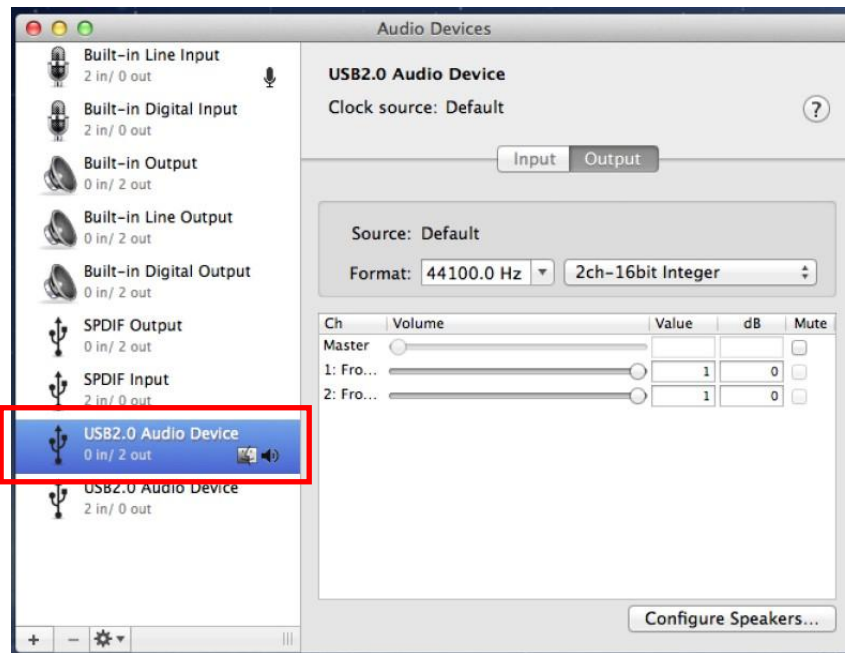 Audio Devices
Built-in Line Input
2 in/ 0 out
Built-in Digital Input
2 in/ 0 out
Built-in Output
0 in/ 2 out
Built-in Line Output
0 in/ 2 out
Built-in Digital Output
0 in/ 2 out
SPDIF Output
0 in/ 2 out
SPDIF Input
2 in/ 0 out
USB2.0 Audio Device
0 in/ 2 out
USB2.0 Audio Device
2 in/ 0 out
+ −
USB2.0 Audio Device
Clock source: Default
?
Input Output
Source: Default
Format: 44100.0 Hz 2ch-16bit Integer
Ch Volume Value dB Mute
Master
1: Fro... 1 0
2: Fro... 1 0
Configure Speakers...